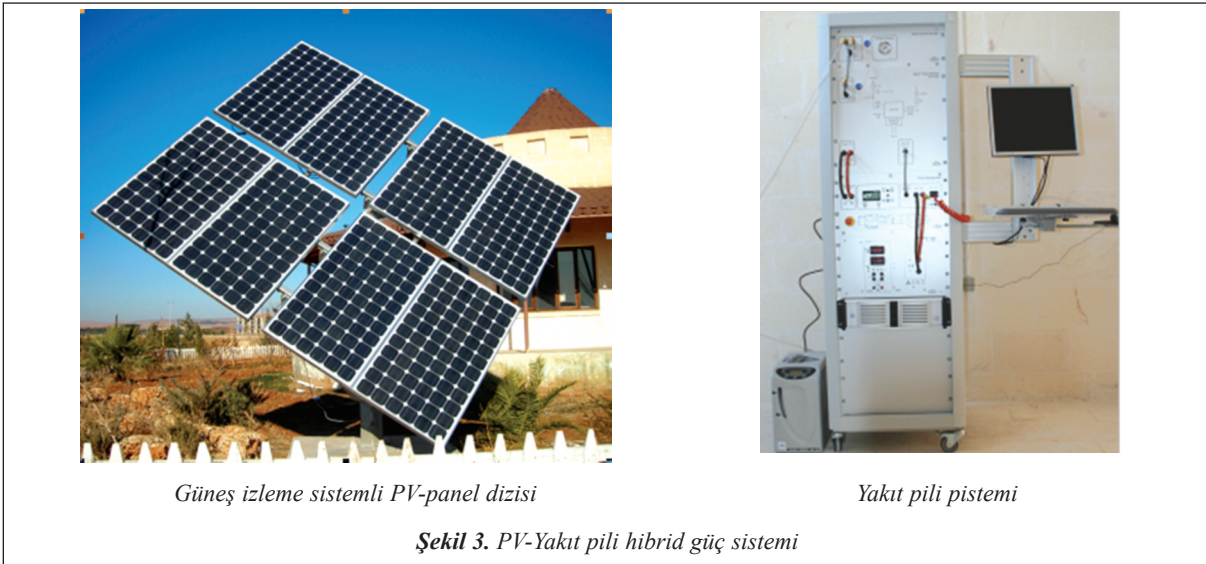 Güneş izleme sistemli PV-panel dizisi
Yakıt pili pistemi
Şekil 3. PV-Yakıt pili hibrid güç sistemi